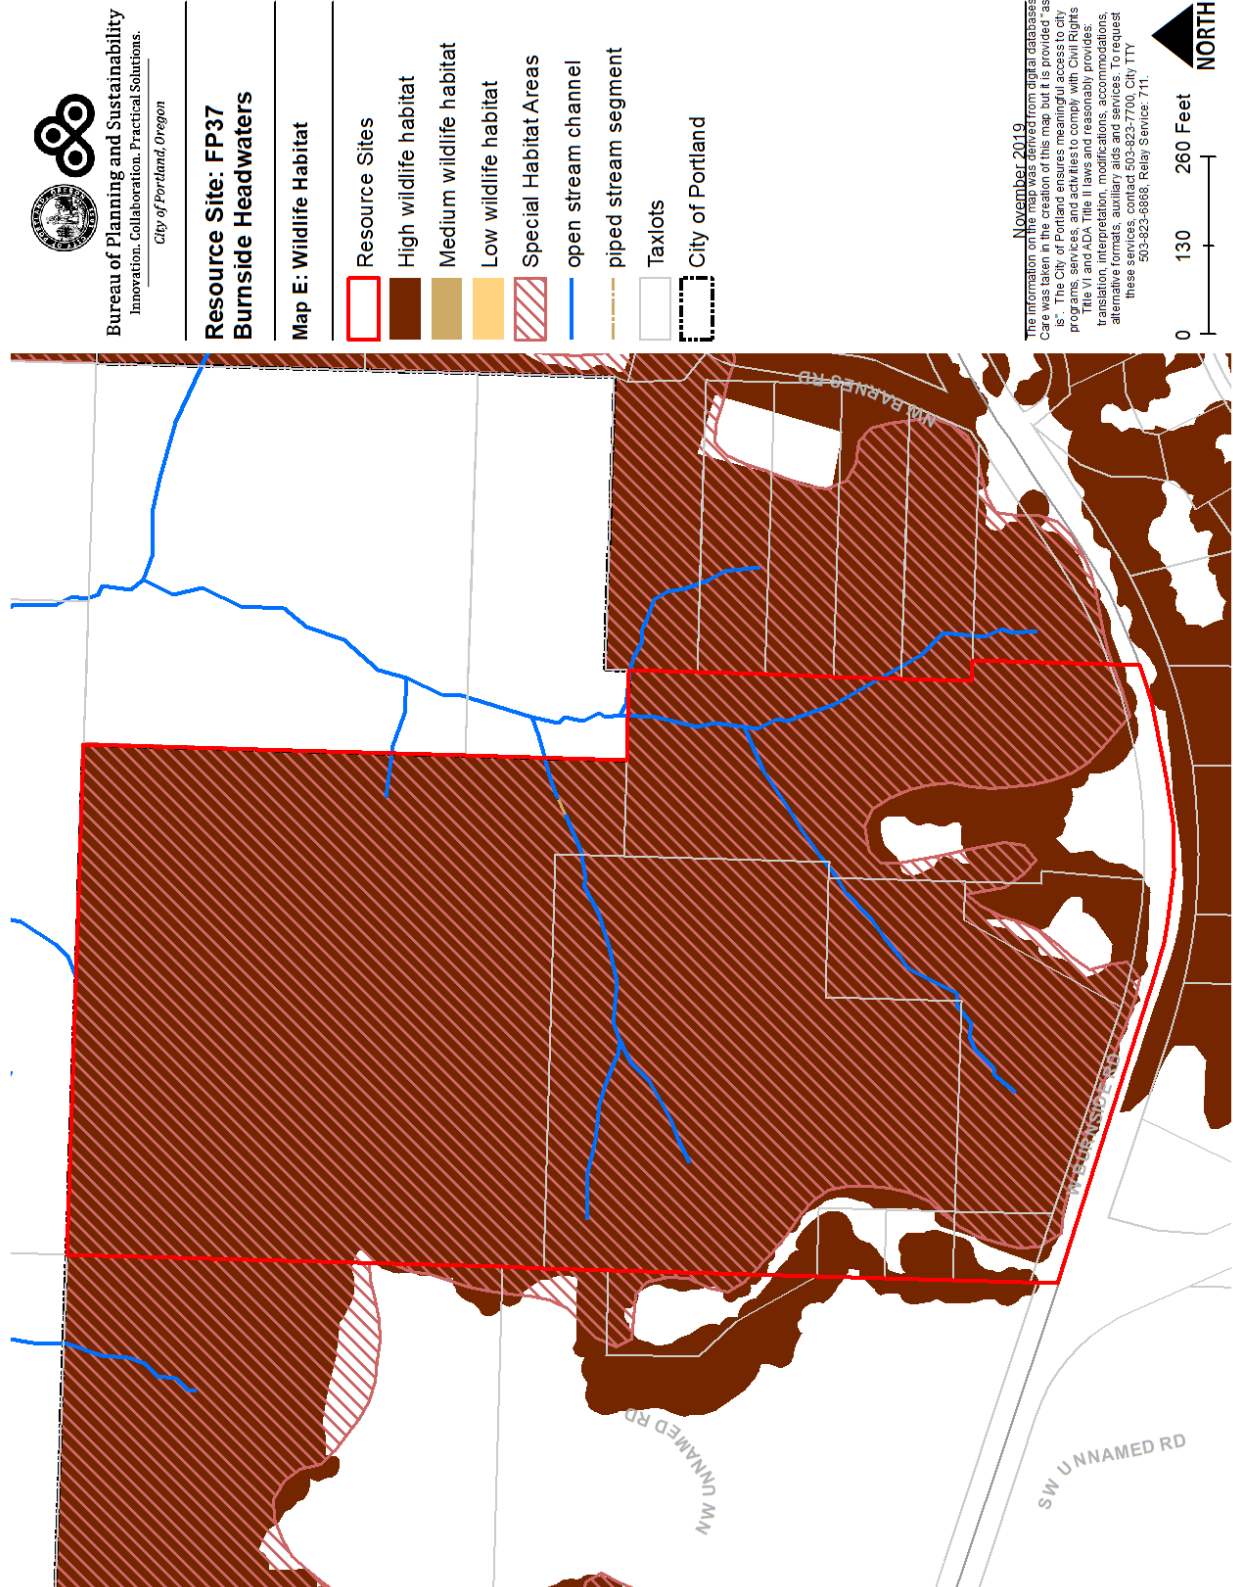 Bureau of Planning and Sustainability
Innovation. Collaboration. Practical Solutions.
City of Portland, Oregon
Resource Site: FP37
Burnside Headwaters
Map E: Wildlife Habitat
Resource Sites
High wildlife habitat
Medium wildlife habitat
Low wildlife habitat
Special Habitat Areas
open stream channel
piped stream segment
Taxlots
City of Portland
November 2019
The information on the map was derived from digital databases
Care was taken in the creation of this map but it is provided "as
is". The City of Portland ensures meaningful access to city
programs, services, and activities to comply with Civil Rights
Title VI and ADA Title II laws and reasonably provides:
translation, interpretation, modifications, accommodations,
alternative formats, auxiliary aids and services. To request
these services, contact 503-823-7700, City TTY
503-823-6868, Relay Service: 711.
0 130 260 Feet
NORTH
NW BARNES RD
W BURNSIDE RD
NW UNNAMED RD
SW UNNAMED RD